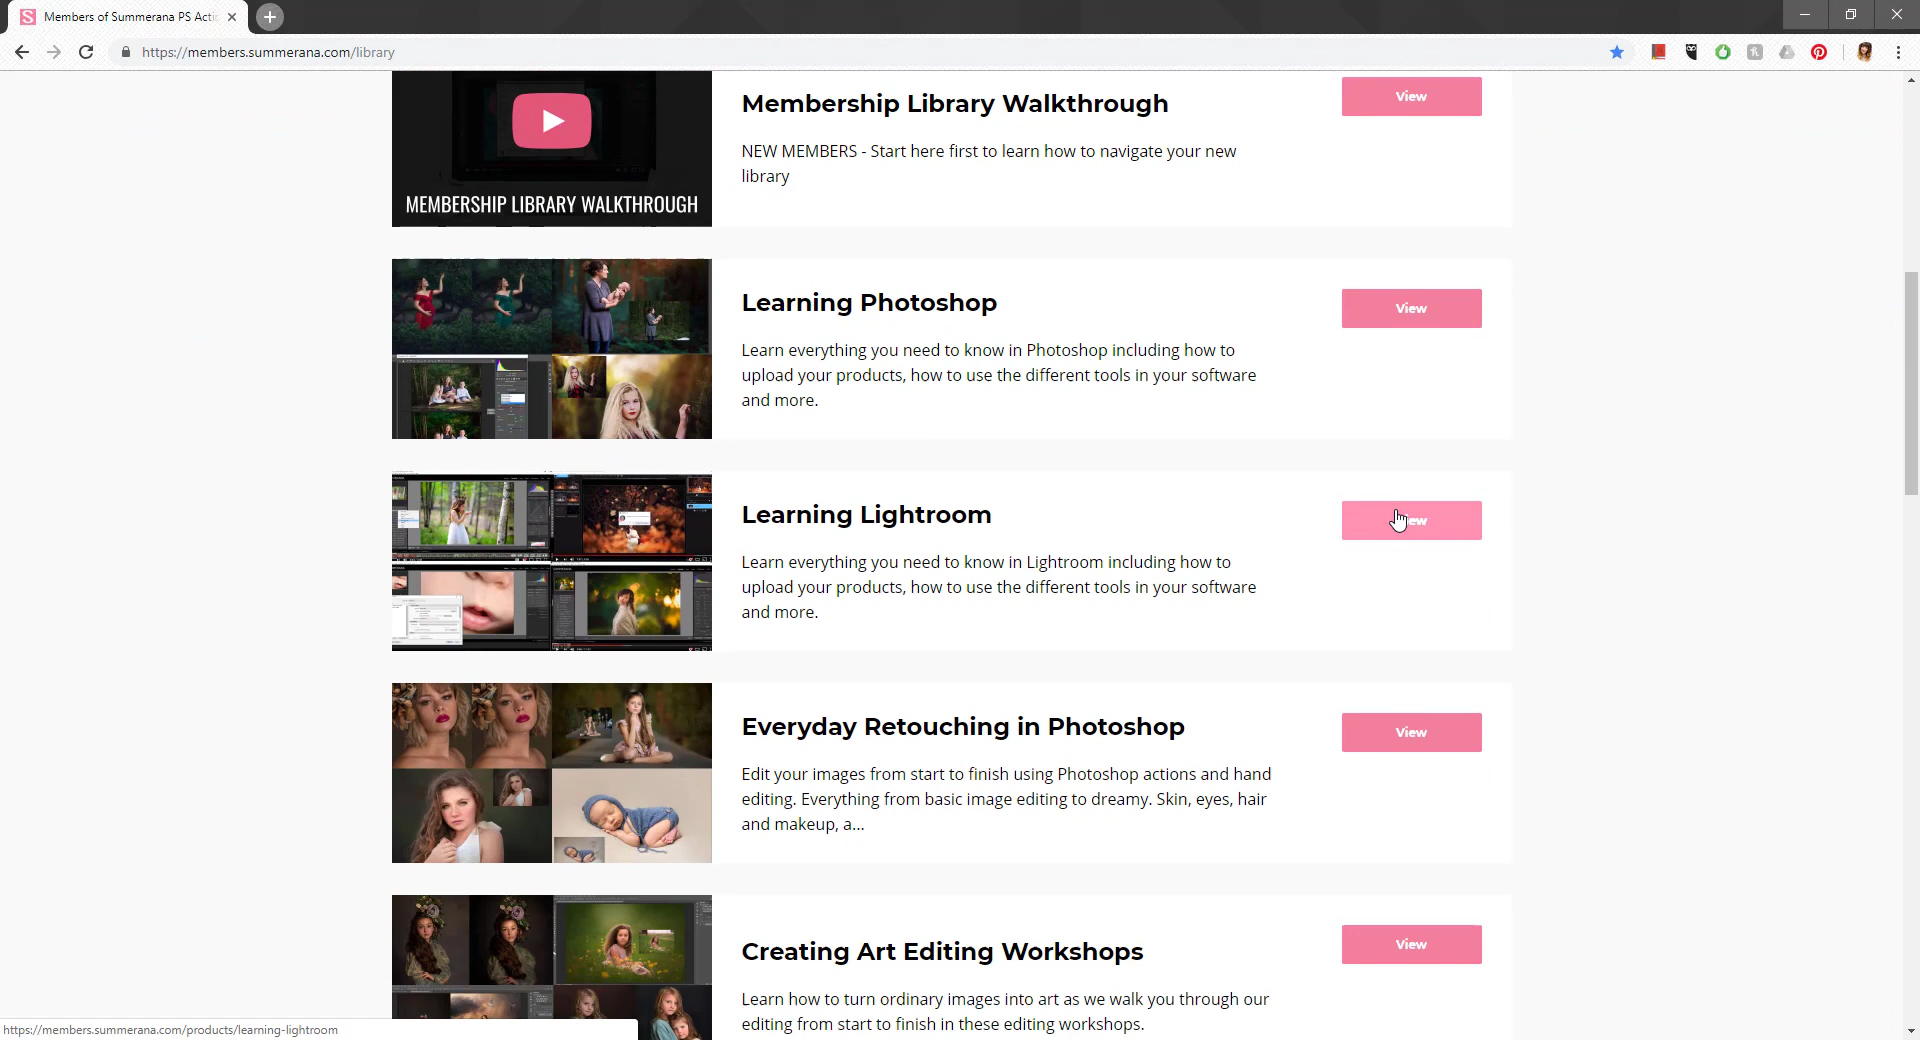 Members of Summerana PS Acti
https://members.summerana.com/library
MEMBERSHIP LIBRARY WALKTHROUGH
Membership Library Walkthrough
View
NEW MEMBERS - Start here first to learn how to navigate your new
library
Learning Photoshop
View
Learn everything you need to know in Photoshop including how to
upload your products, how to use the different tools in your software
and more.
Learning Lightroom
Learn everything you need to know in Lightroom including how to
upload your products, how to use the different tools in your software
and more.
Everyday Retouching in Photoshop
View
Edit your images from start to finish using Photoshop actions and hand
editing. Everything from basic image editing to dreamy. Skin, eyes, hair
and makeup, a...
Creating Art Editing Workshops
View
Learn how to turn ordinary images into art as we walk you through our
editing from start to finish in these editing workshops.
https://members.summerana.com/products/learning-lightroom